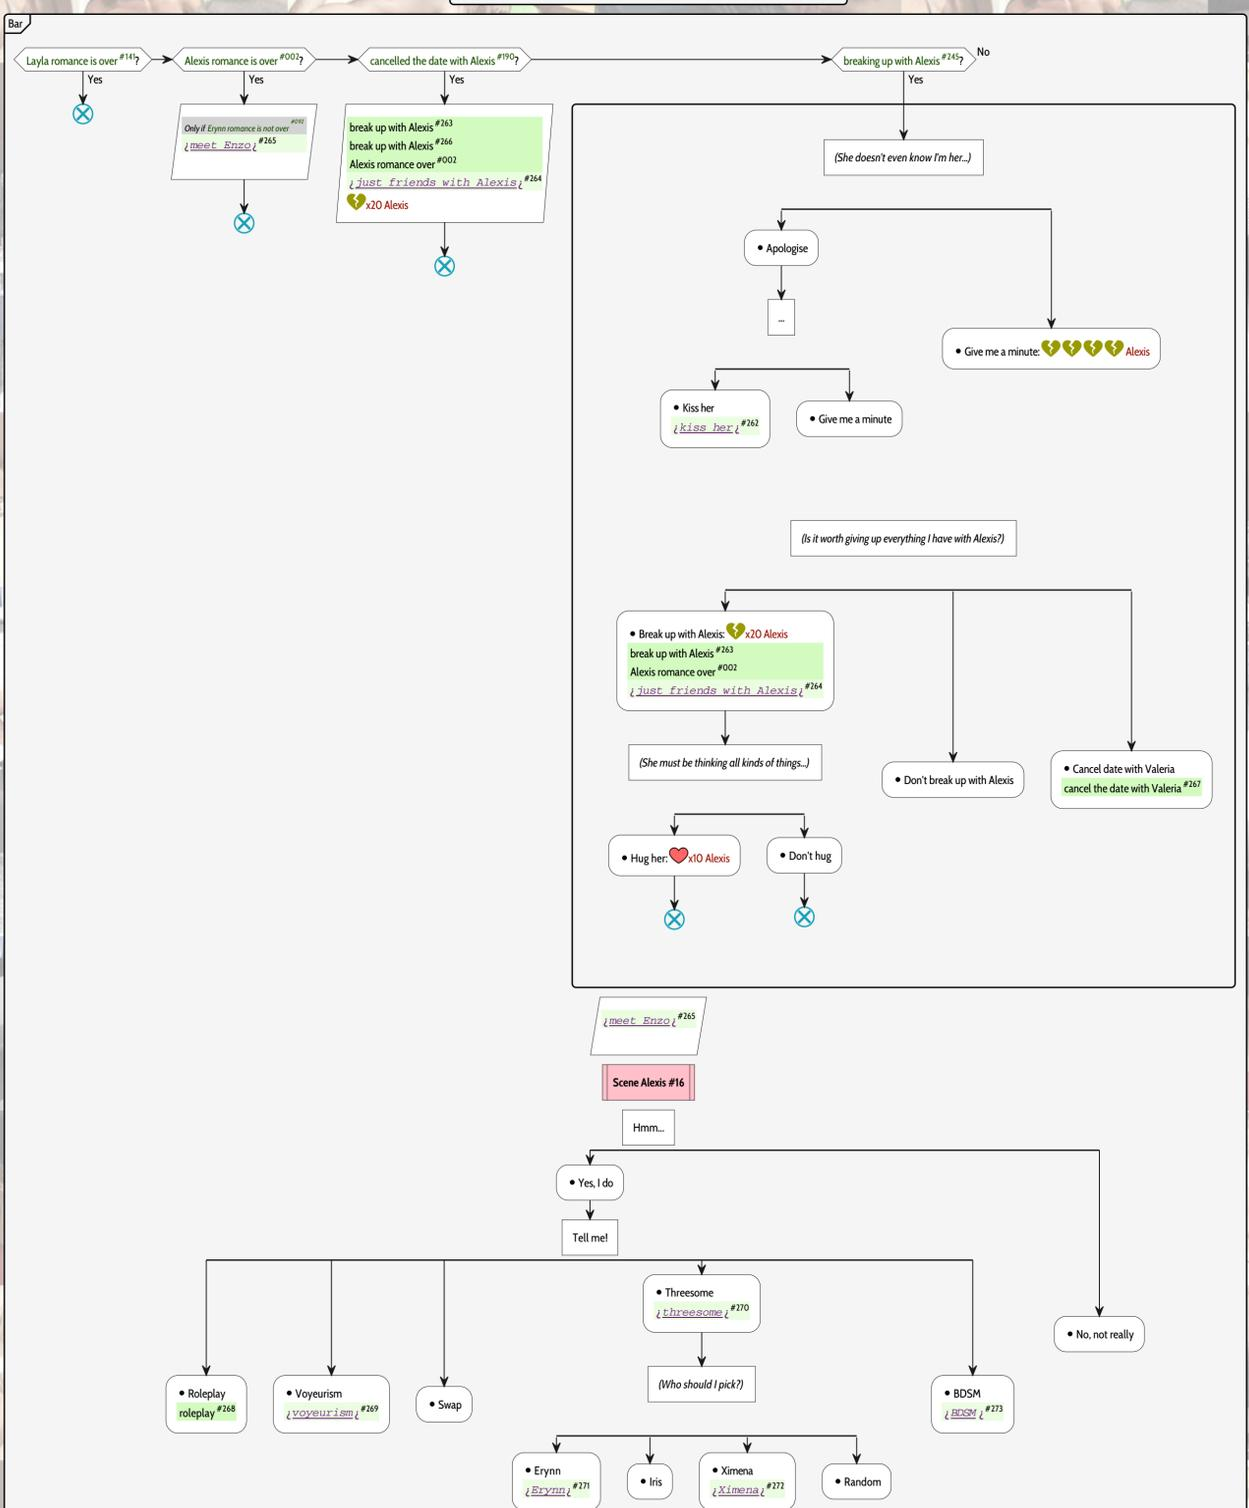 Bar
Layla romance is over #141?
Alexis romance is over #002?
cancelled the date with Alexis #190?
breaking up with Alexis #245?
No
Yes
Yes
Yes
Yes
Only if Erynn romance is not over #092
¿meet Enzo¿ #265
break up with Alexis #263
break up with Alexis #266
Alexis romance over #002
¿just friends with Alexis¿ #264
x20 Alexis
(She doesn't even know I'm her...)
• Apologise
...
• Give me a minute: Alexis
• Kiss her
¿kiss her¿ #262
• Give me a minute
(Is it worth giving up everything I have with Alexis?)
• Break up with Alexis: x20 Alexis
break up with Alexis #263
Alexis romance over #002
¿just friends with Alexis¿ #264
(She must be thinking all kinds of things...)
• Don't break up with Alexis
• Cancel date with Valeria
cancel the date with Valeria #267
• Hug her: x10 Alexis
• Don't hug
¿meet Enzo¿ #265
Scene Alexis #16
Hmm...
• Yes, I do
Tell me!
• Threesome
¿threesome¿ #270
• No, not really
(Who should I pick?)
• Roleplay
roleplay #268
• Voyeurism
¿voyeurism¿ #269
• Swap
• BDSM
¿BDSM¿ #273
• Erynn
¿Erynn¿ #271
• Iris
• Ximena
¿Ximena¿ #272
• Random